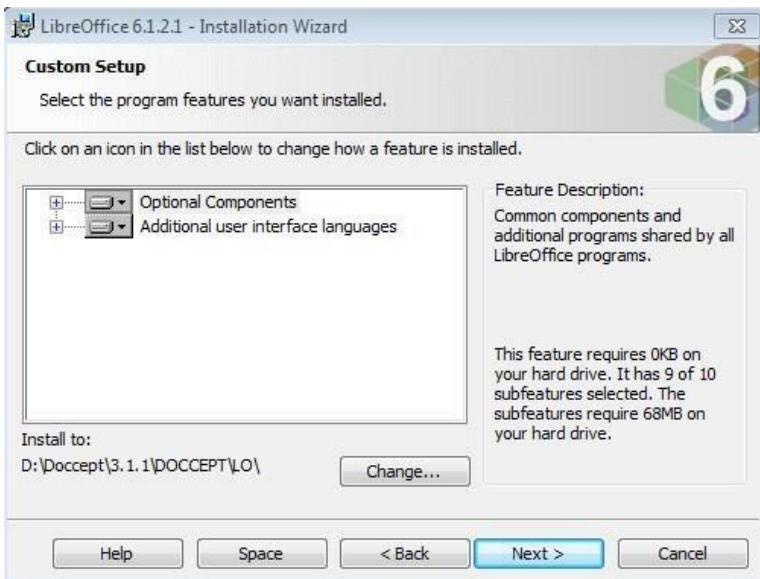 LibreOffice 6.1.2.1 - Installation Wizard
Custom Setup
Select the program features you want installed.
6
Click on an icon in the list below to change how a feature is installed.
Optional Components
Additional user interface languages
Feature Description:
Common components and
additional programs shared by all
LibreOffice programs.
This feature requires 0KB on
your hard drive. It has 9 of 10
subfeatures selected. The
subfeatures require 68MB on
your hard drive.
Install to:
D:\Doccept\3.1.1\DOCCEPT\LO\
Change...
Help Space < Back Next > Cancel